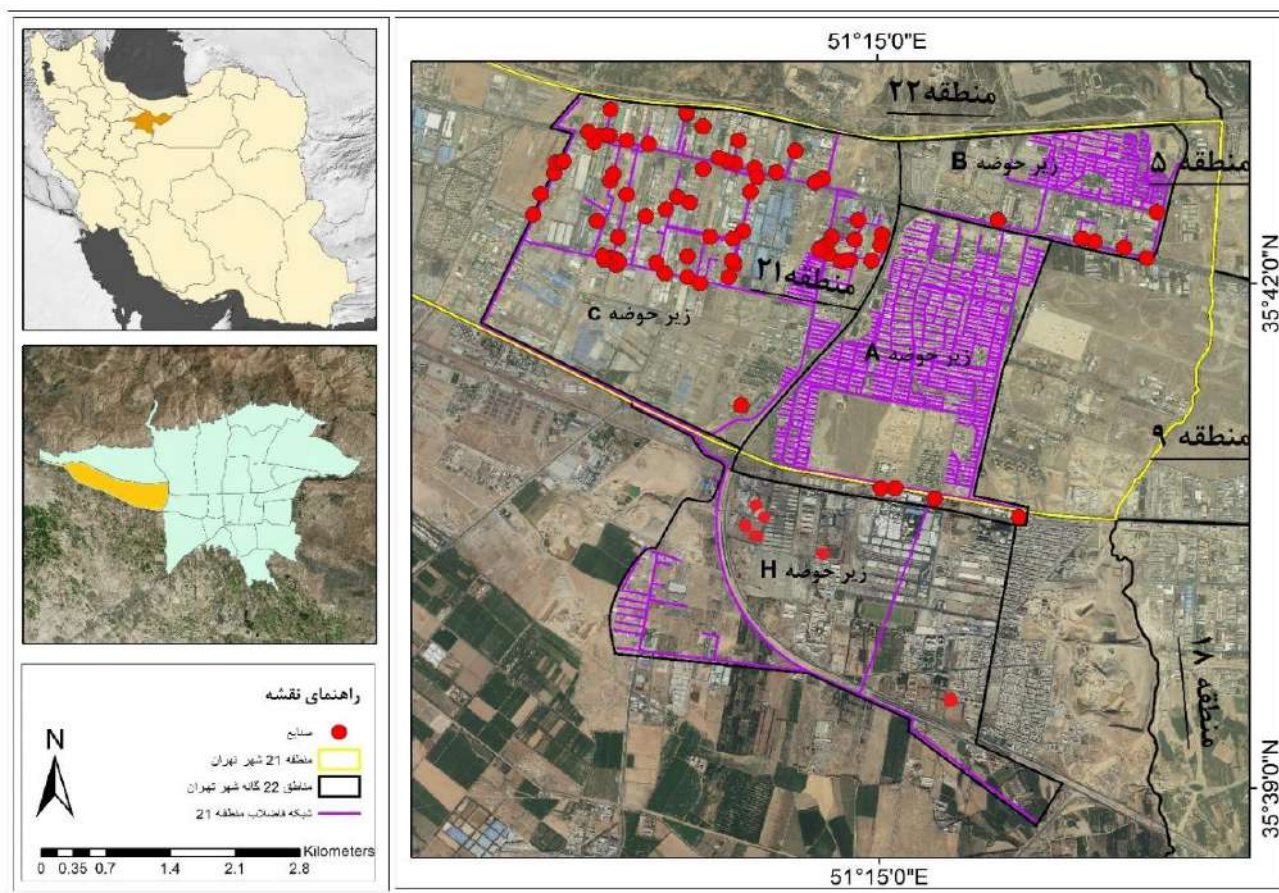 51°15'0"E
منطقه ۲۲
منطقه ۵
زیر حوضه B
35°42'0"N
منطقه ۲۱
زیر حوضه C
زیر حوضه A
منطقه ۹
زیر حوضه H
منطقه ۱۸
35°39'0"N
51°15'0"E
راهنمای نقشه
صنایع
منطقه 21 شهر تهران
مناطق 22 گانه شهر تهران
شبکه فاضلاب منطقه 21
N
Kilometers
0 0.35 0.7 1.4 2.1 2.8